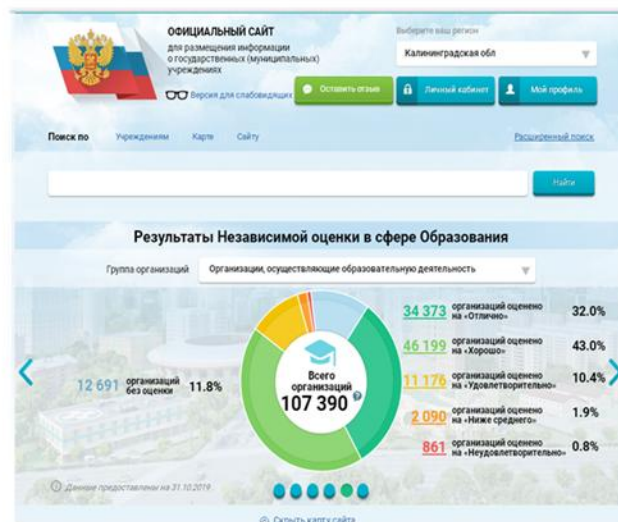 ОФИЦИАЛЬНЫЙ САЙТ
для размещения информации
о государственных (муниципальных)
учреждениях
Версия для слабовидящих
Оставить отзыв
Выберите ваш регион
Калининградская обл
Личный кабинет
Мой профиль
Поиск по Учреждениям Карте Сайту
Расширенный поиск
Найти
Результаты Независимой оценки в сфере Образования
Группа организаций
Организации, осуществляющие образовательную деятельность
12 691 организаций
без оценки 11.8%
Всего
организаций
107 390
34 373 организаций оценено
на «Отлично» 32.0%
46 199 организаций оценено
на «Хорошо» 43.0%
11 176 организаций оценено
на «Удовлетворительно» 10.4%
2 090 организаций оценено
на «Ниже среднего» 1.9%
861 организаций оценено
на «Неудовлетворительно» 0.8%
Данные предоставлены на 31.10.2019
Скрыть карту сайта